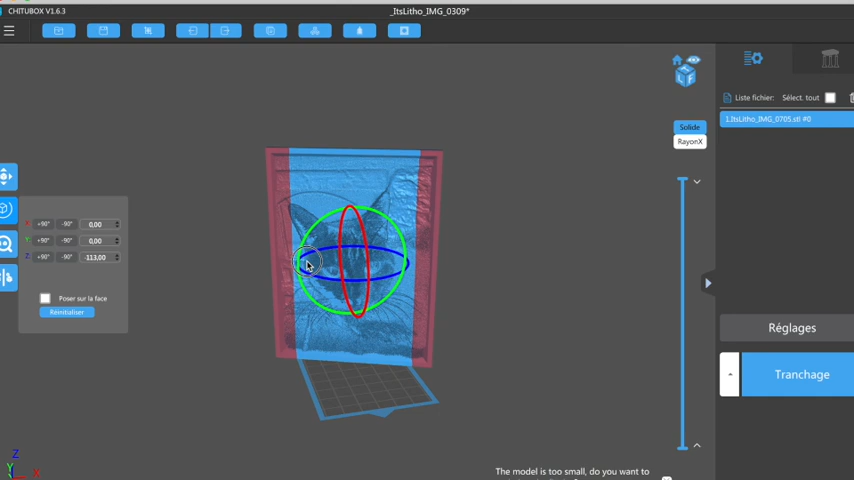 CHITUBOX V1.6.3
_ItsLitho_IMG_0309*
Liste fichier: Sélect. tout
1.ItsLitho_IMG_0705.stl #0
Solide
RayonX
X +90° -90° 0,00
Y +90° -90° 0,00
Z +90° -90° -113,00
Poser sur la face
Réinitialiser
Réglages
Tranchage
Z
Y
X
The model is too small, do you want to